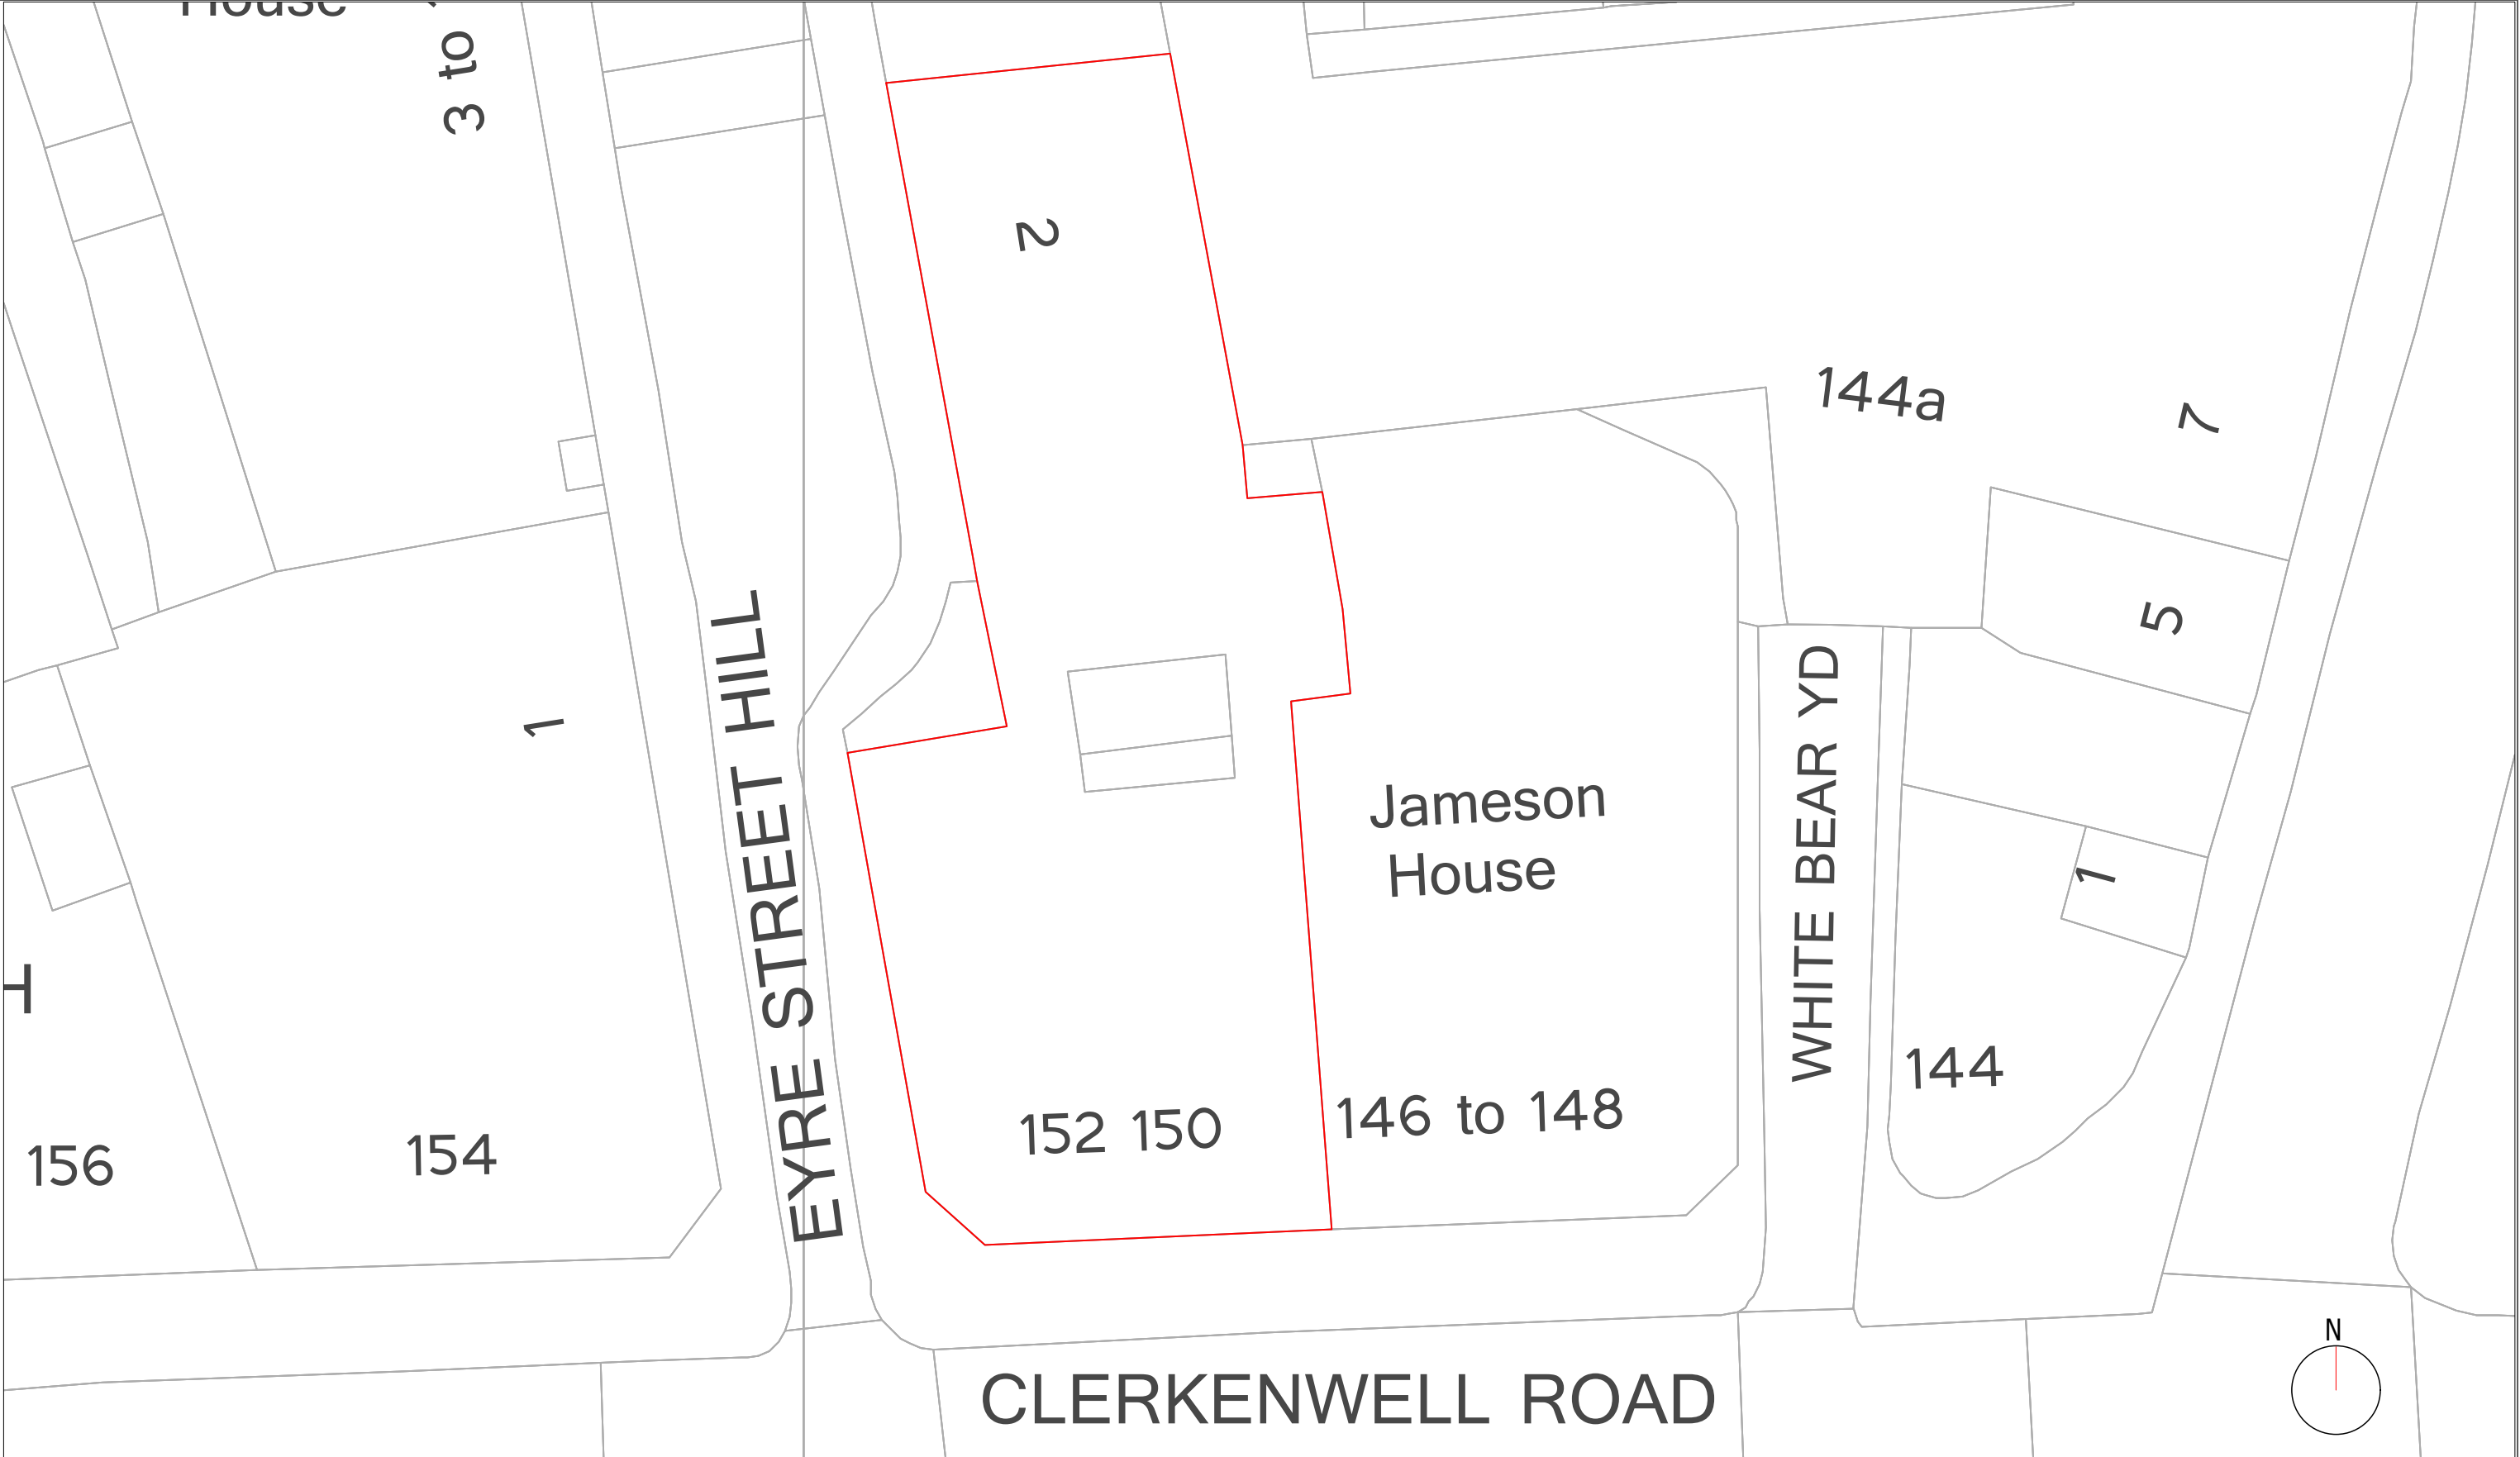 House
3 to
2
144a
7
5
1
EYRE STREET HILL
Jameson
House
WHITE BEAR YD
1
144
152 150
146 to 148
154
156
N
CLERKENWELL ROAD